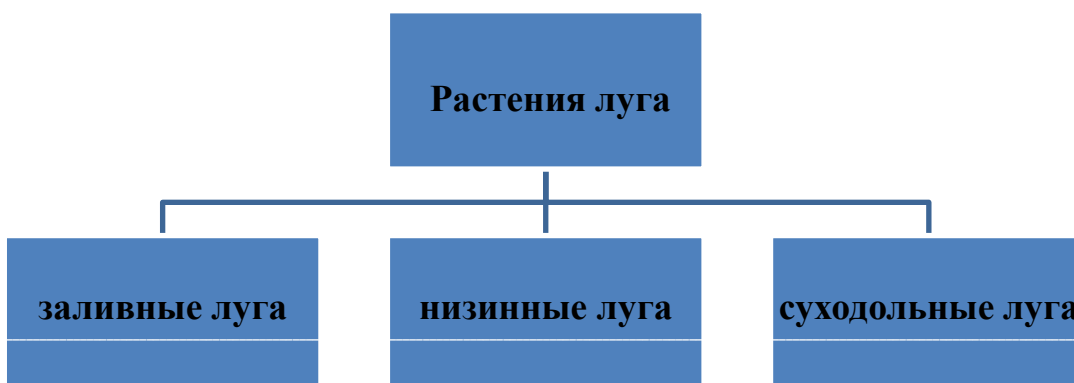 Растения луга
заливные луга
низинные луга
суходольные луга